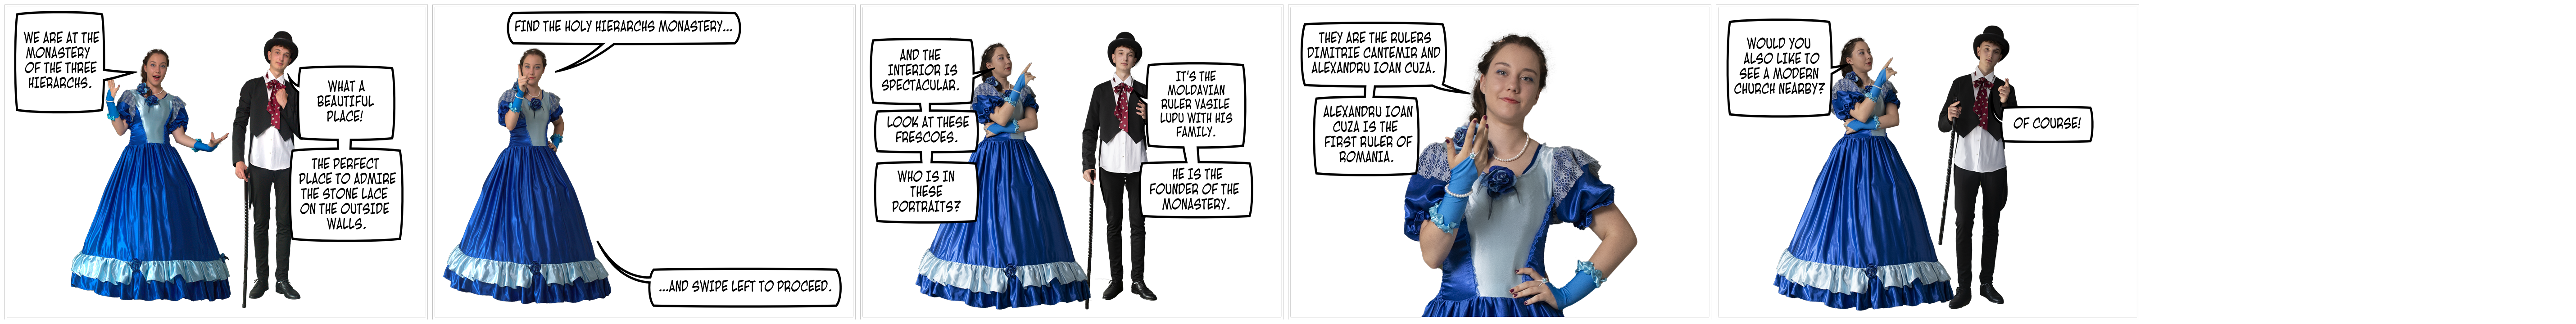 WE ARE AT THE
MONASTERY
OF THE THREE
HIERARCHS.
WHAT A
BEAUTIFUL
PLACE!
THE PERFECT
PLACE TO ADMIRE
THE STONE LACE
ON THE OUTSIDE
WALLS.
FIND THE HOLY HIERARCHS MONASTERY...
...AND SWIPE LEFT TO PROCEED.
AND THE
INTERIOR IS
SPECTACULAR.
LOOK AT THESE
FRESCOES.
WHO IS IN
THESE
PORTRAITS?
IT'S THE
MOLDAVIAN
RULER VASILE
LUPU WITH HIS
FAMILY.
HE IS THE
FOUNDER OF THE
MONASTERY.
THEY ARE THE RULERS
DIMITRIE CANTEMIR AND
ALEXANDRU IOAN CUZA.
ALEXANDRU IOAN
CUZA IS THE
FIRST RULER OF
ROMANIA.
WOULD YOU
ALSO LIKE TO
SEE A MODERN
CHURCH NEARBY?
OF COURSE!